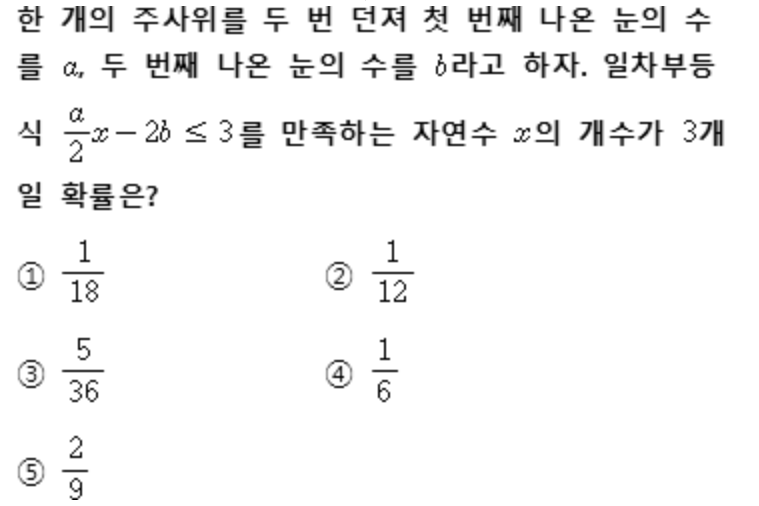 한 개의 주사위를 두 번 던져 첫 번째 나온 눈의 수
를 a, 두 번째 나온 눈의 수를 b라고 하자. 일차부등
식 a/2 x − 2b ≤ 3를 만족하는 자연수 x의 개수가 3개
일 확률은?
① 1/18 ② 1/12
③ 5/36 ④ 1/6
⑤ 2/9